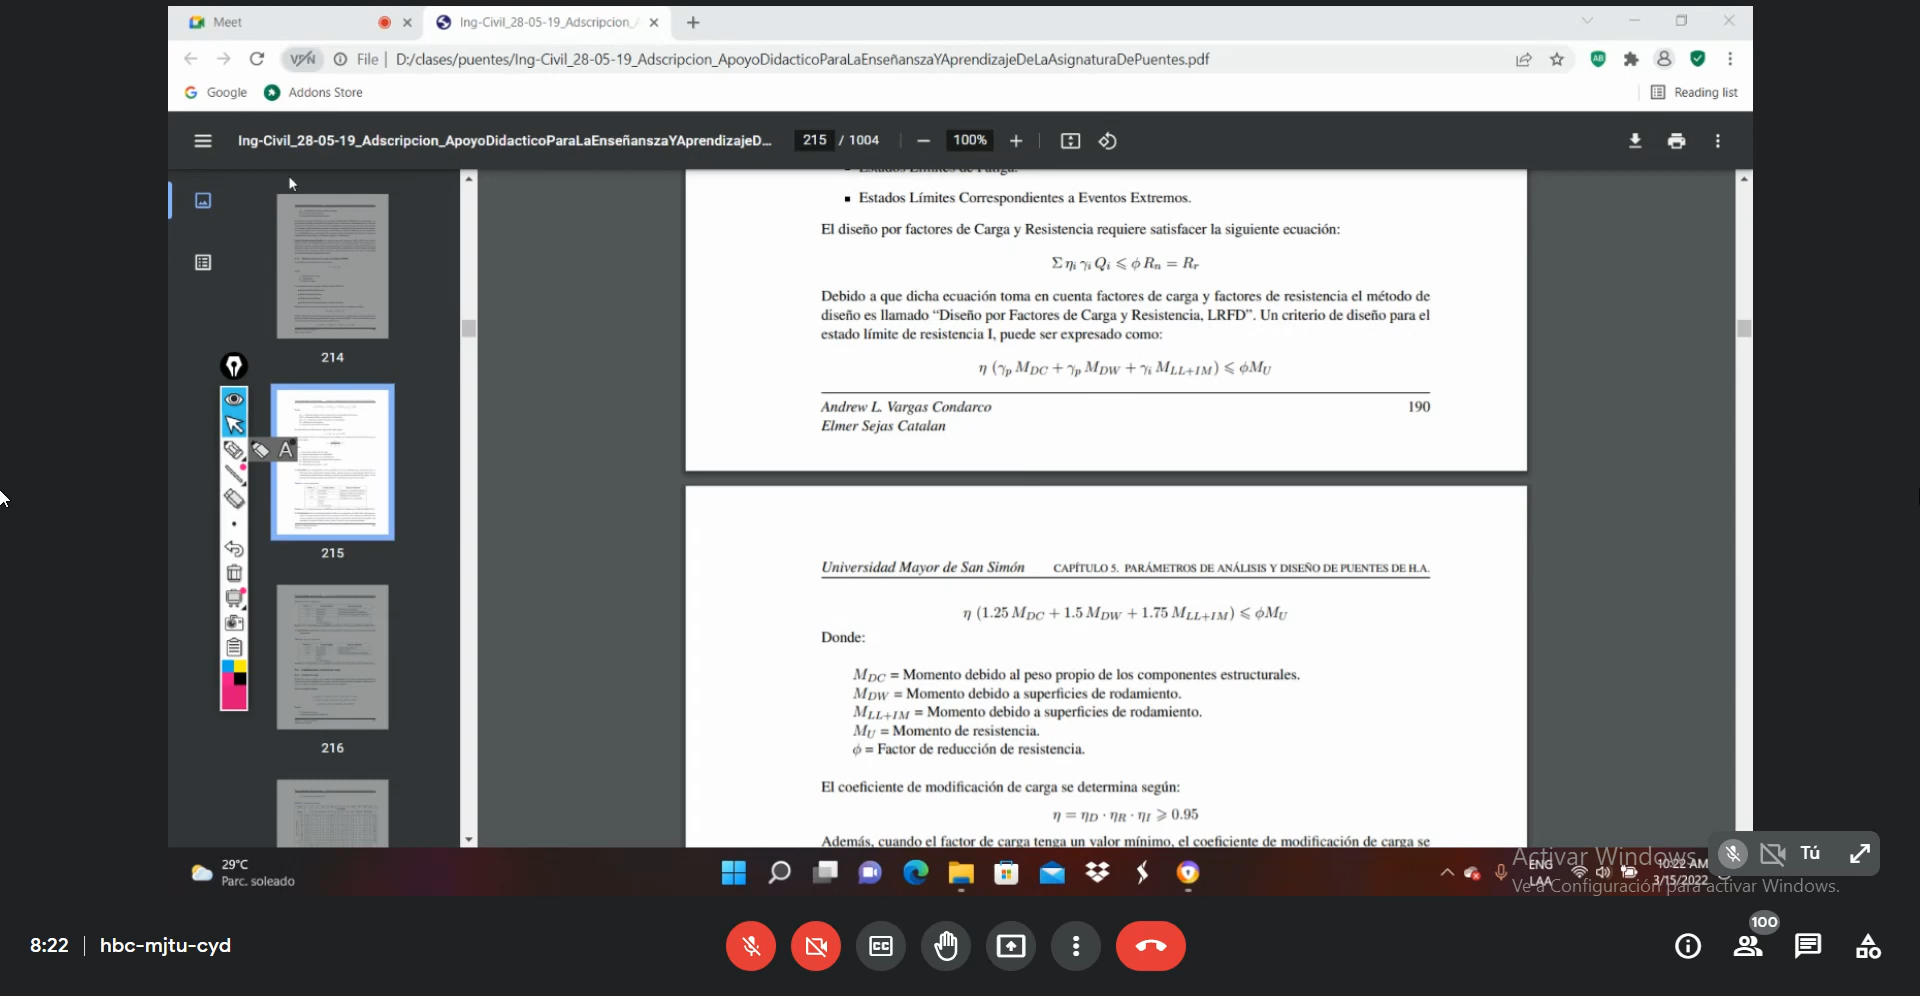 Meet
Ing-Civil_28-05-19_Adscripcion_
VPN
File
D:/clases/puentes/Ing-Civil_28-05-19_Adscripcion_ApoyoDidacticoParaLaEnseñanszaYAprendizajeDeLaAsignaturaDePuentes.pdf
Google
Addons Store
Reading list
Ing-Civil_28-05-19_Adscripcion_ApoyoDidacticoParaLaEnseñanszaYAprendizajeD...
215 / 1004
100%
214
215
216
Estados Límites de Fatiga.
▪ Estados Límites Correspondientes a Eventos Extremos.
El diseño por factores de Carga y Resistencia requiere satisfacer la siguiente ecuación:
Σ ηi γi Qi ⩽ ϕ Rn = Rr
Debido a que dicha ecuación toma en cuenta factores de carga y factores de resistencia el método de
diseño es llamado “Diseño por Factores de Carga y Resistencia, LRFD”. Un criterio de diseño para el
estado límite de resistencia I, puede ser expresado como:
η (γp MDC + γp MDW + γi MLL+IM) ⩽ ϕMU
Andrew L. Vargas Condarco 190
Elmer Sejas Catalan
Universidad Mayor de San Simón CAPÍTULO 5. PARÁMETROS DE ANÁLISIS Y DISEÑO DE PUENTES DE H.A.
η (1.25 MDC + 1.5 MDW + 1.75 MLL+IM) ⩽ ϕMU
Donde:
MDC = Momento debido al peso propio de los componentes estructurales.
MDW = Momento debido a superficies de rodamiento.
MLL+IM = Momento debido a superficies de rodamiento.
MU = Momento de resistencia.
ϕ = Factor de reducción de resistencia.
El coeficiente de modificación de carga se determina según:
η = ηD · ηR · ηI ⩾ 0.95
Además, cuando el factor de carga tenga un valor mínimo, el coeficiente de modificación de carga se
A
29°C
Parc. soleado
ENG
LAA
10:22 AM
3/15/2022
Activar Windows
Ve a Configuración para activar Windows.
Tú
8:22
hbc-mjtu-cyd
CC
100